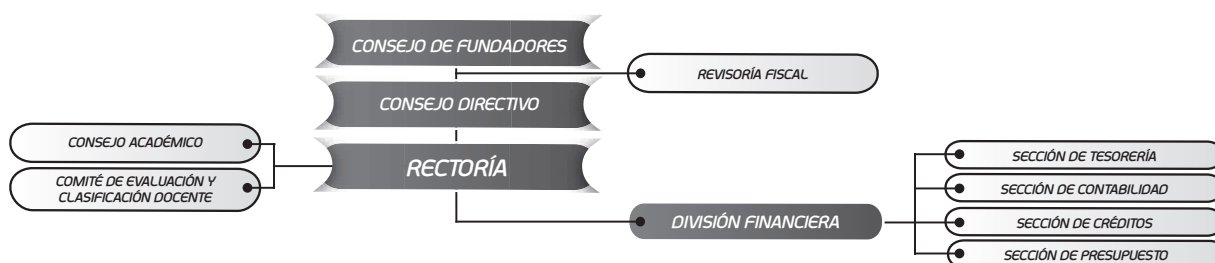 CONSEJO DE FUNDADORES
REVISORÍA FISCAL
CONSEJO DIRECTIVO
CONSEJO ACADÉMICO
RECTORÍA
COMITÉ DE EVALUACIÓN Y
CLASIFICACIÓN DOCENTE
DIVISIÓN FINANCIERA
SECCIÓN DE TESORERÍA
SECCIÓN DE CONTABILIDAD
SECCIÓN DE CRÉDITOS
SECCIÓN DE PRESUPUESTO